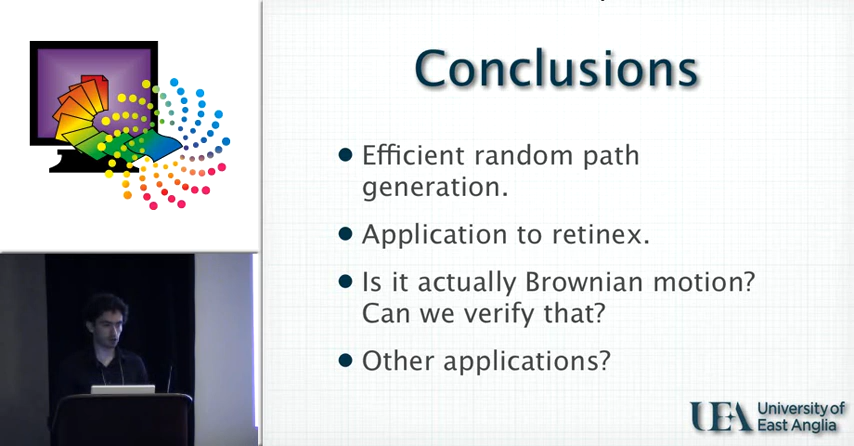 Conclusions
• Efficient random path
generation.
• Application to retinex.
• Is it actually Brownian motion?
Can we verify that?
• Other applications?
UEA University of
East Anglia